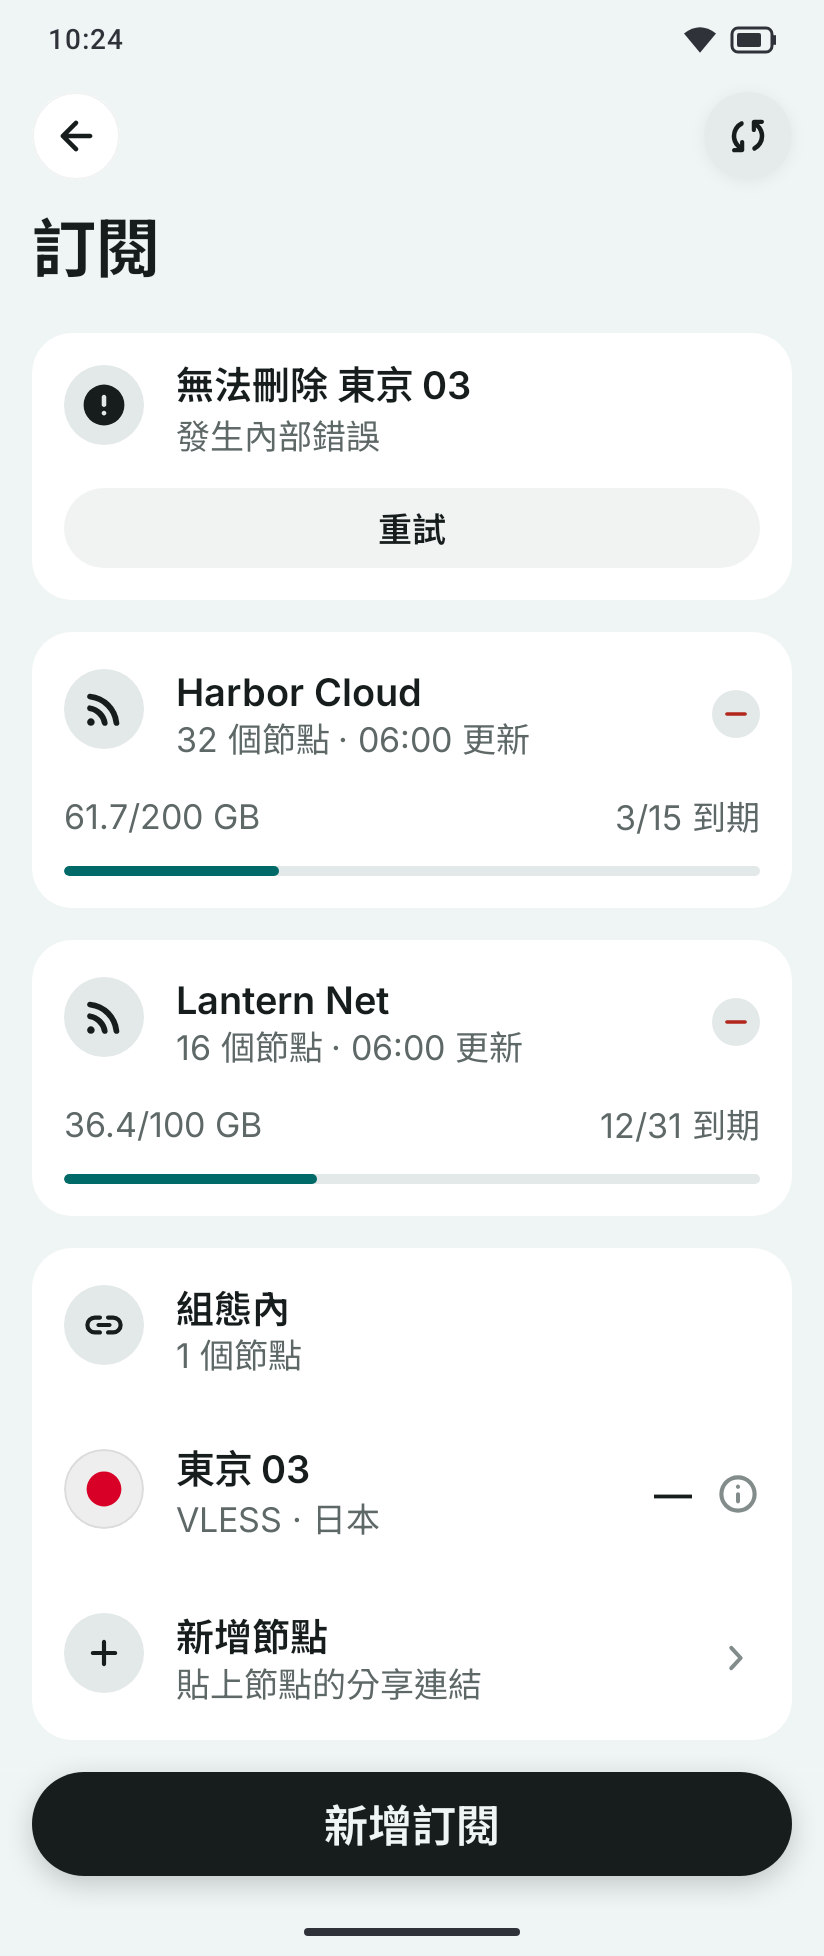 10:24
訂閱
無法刪除 東京 03
發生內部錯誤
重試
Harbor Cloud
32 個節點 · 06:00 更新
61.7/200 GB
3/15 到期
Lantern Net
16 個節點 · 06:00 更新
36.4/100 GB
12/31 到期
組態內
1 個節點
東京 03
VLESS · 日本
—
新增節點
貼上節點的分享連結
新增訂閱